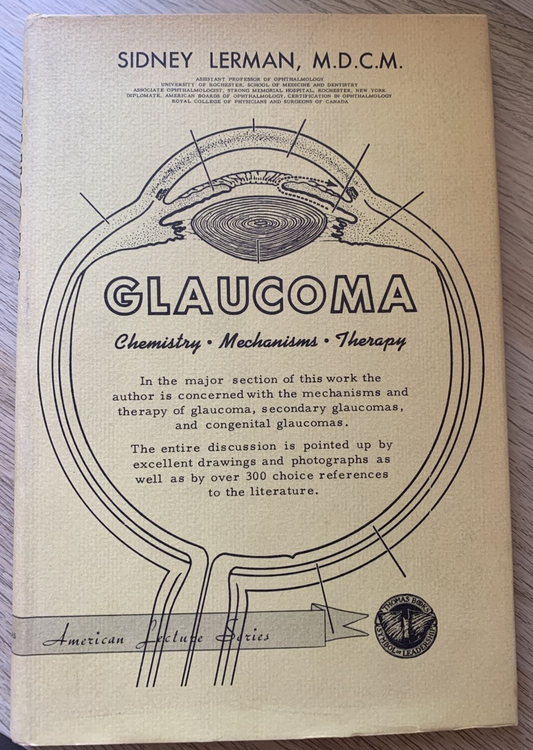 SIDNEY LERMAN, M.D.C.M.
ASSISTANT PROFESSOR OF OPHTHALMOLOGY
UNIVERSITY OF ROCHESTER, SCHOOL OF MEDICINE AND DENTISTRY
ASSOCIATE OPHTHALMOLOGIST, STRONG MEMORIAL HOSPITAL, ROCHESTER, NEW YORK
DIPLOMATE, AMERICAN BOARDS OF OPHTHALMOLOGY, CERTIFICATION IN OPHTHALMOLOGY
ROYAL COLLEGE OF PHYSICIANS AND SURGEONS OF CANADA
GLAUCOMA
Chemistry • Mechanisms • Therapy
In the major section of this work the
author is concerned with the mechanisms and
therapy of glaucoma, secondary glaucomas,
and congenital glaucomas.
The entire discussion is pointed up by
excellent drawings and photographs as
well as by over 300 choice references
to the literature.
American Lecture Series
THOMAS BOOKS
SYMBOL OF LEADERSHIP